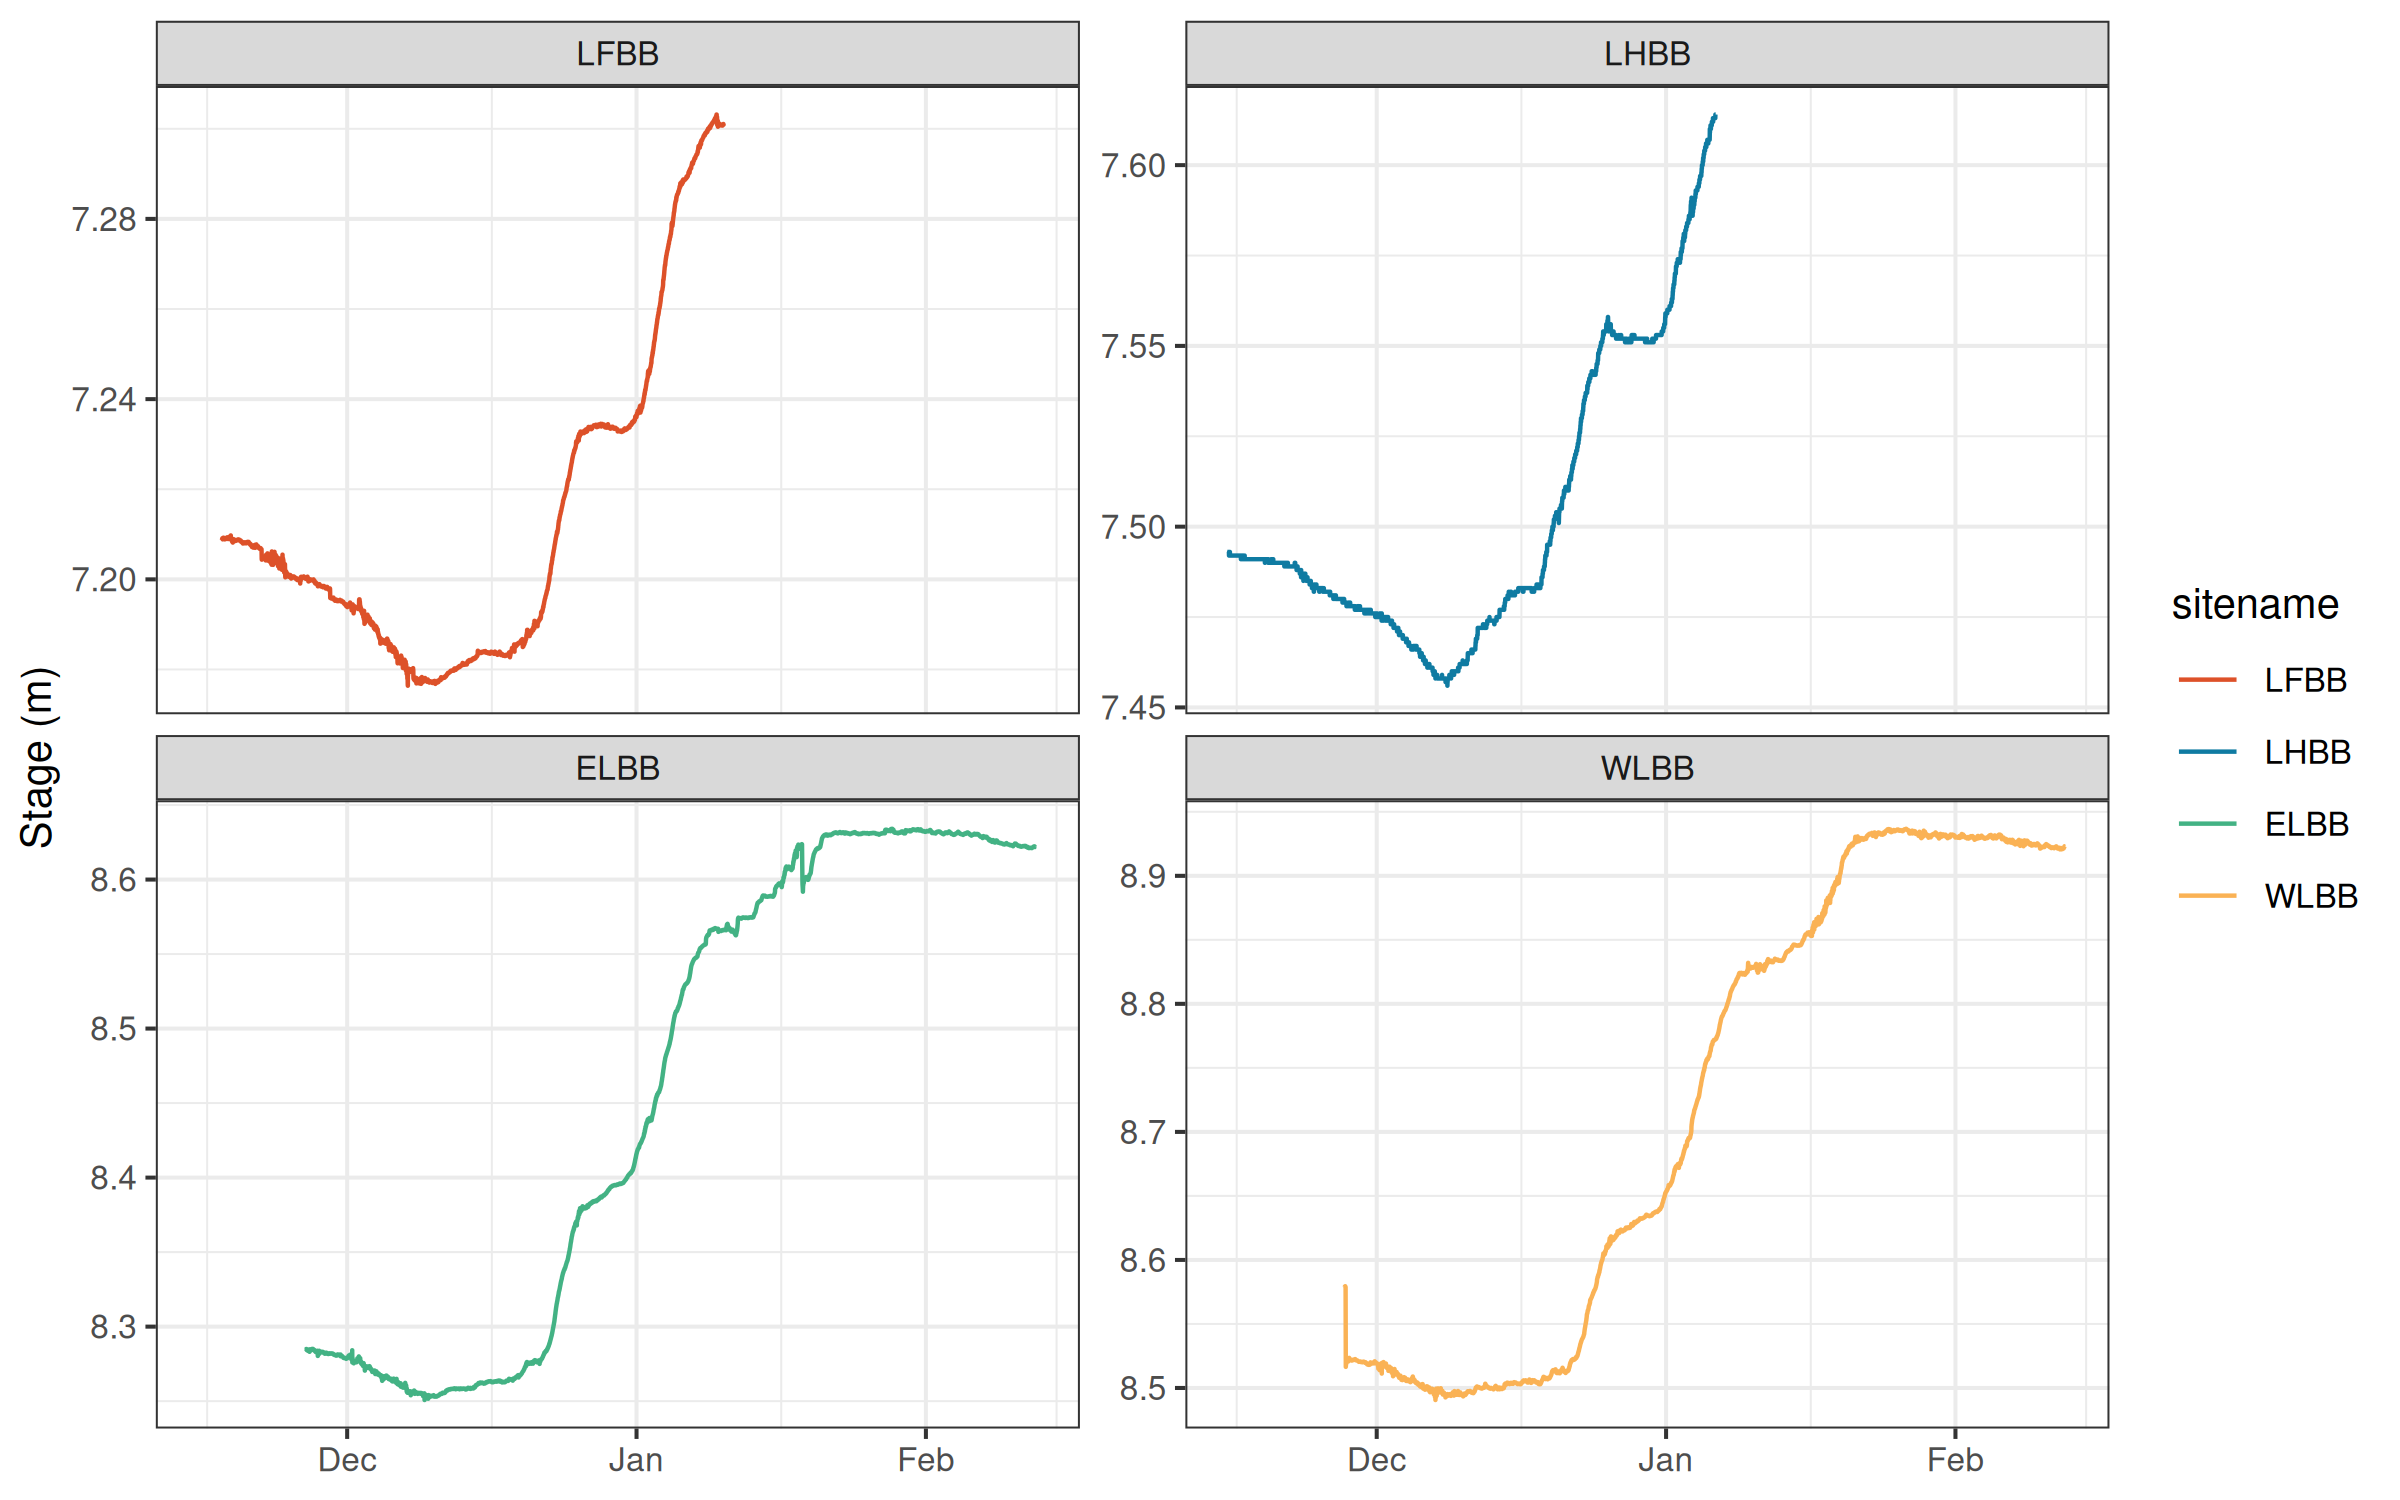 LFBB
LHBB
7.28
7.24
7.20
7.60
7.55
7.50
7.45
Stage (m)
ELBB
WLBB
8.6
8.5
8.4
8.3
8.9
8.8
8.7
8.6
8.5
Dec Jan Feb
Dec Jan Feb
sitename
LFBB
LHBB
ELBB
WLBB